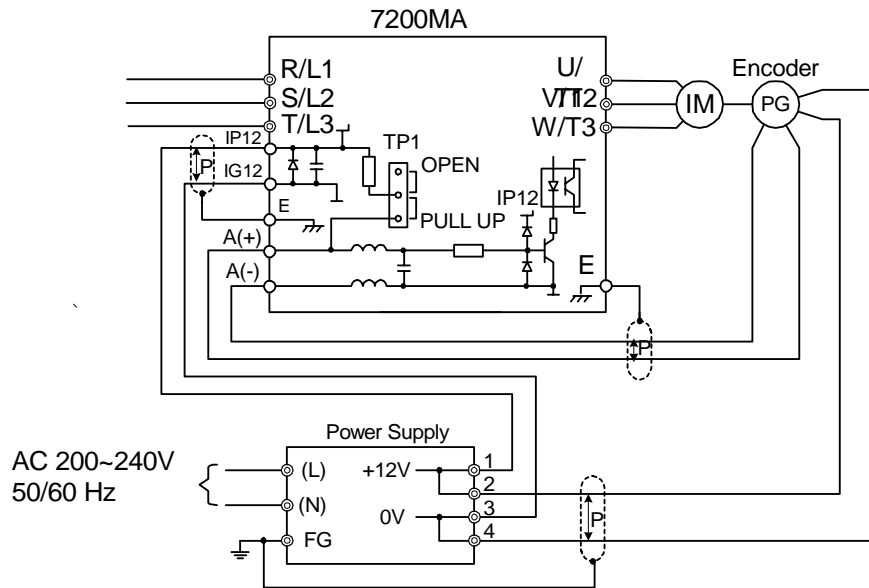 7200MA
R/L1
S/L2
T/L3
U/
T1
V/T2
W/T3
IM
Encoder
PG
IP12
P
IG12
E
A(+)
A(-)
TP1
OPEN
PULL UP
IP12
E
P
Power Supply
AC 200~240V
50/60 Hz
(L)
(N)
FG
+12V
0V
1
2
3
4
P